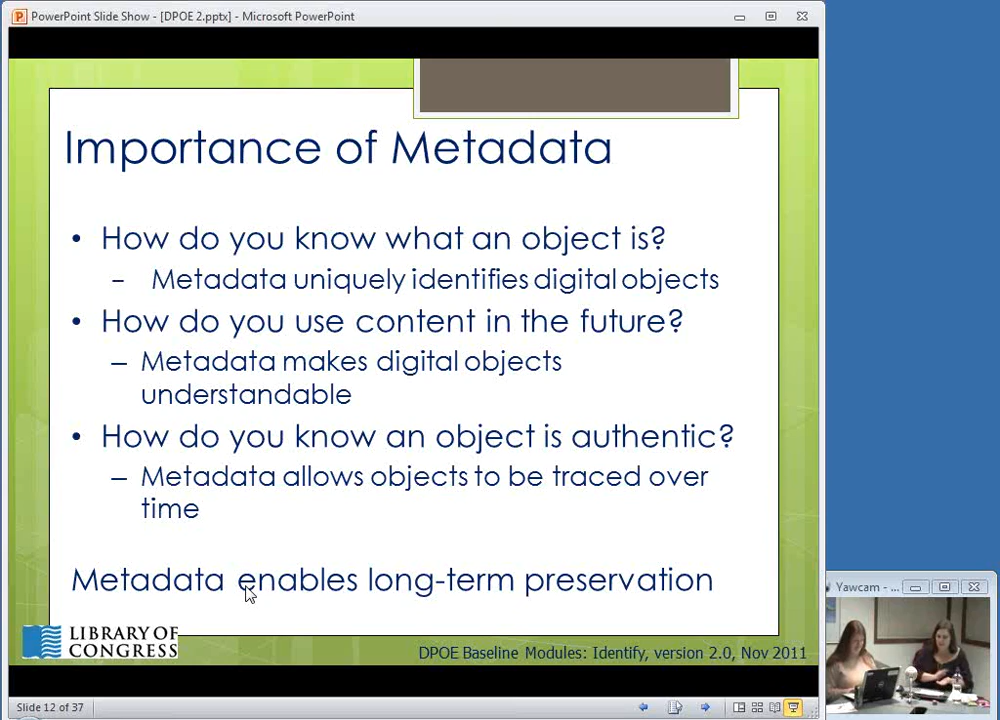 PowerPoint Slide Show - [DPOE 2.pptx] - Microsoft PowerPoint
Importance of Metadata
• How do you know what an object is?
- Metadata uniquely identifies digital objects
• How do you use content in the future?
– Metadata makes digital objects
understandable
• How do you know an object is authentic?
– Metadata allows objects to be traced over
time
Metadata enables long-term preservation
LIBRARY OF
CONGRESS
DPOE Baseline Modules: Identify, version 2.0, Nov 2011
Yawcam - ...
Slide 12 of 37